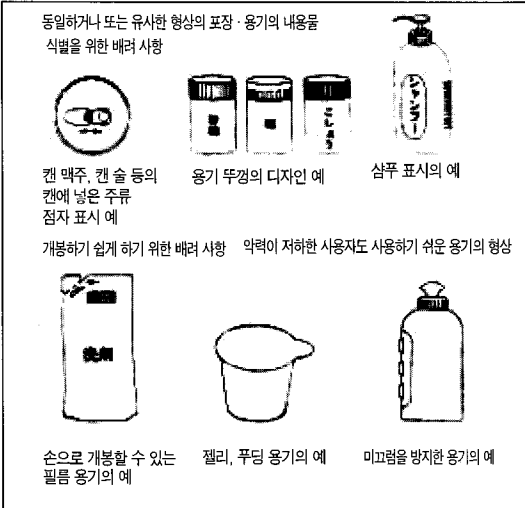 동일하거나 또는 유사한 형상의 포장 · 용기의 내용물
식별을 위한 배려 사항
シャンプー
こしょう
캔 맥주, 캔 술 등의
캔에 넣은 주류
점자 표시 예
용기 뚜껑의 디자인 예
샴푸 표시의 예
개봉하기 쉽게 하기 위한 배려 사항
악력이 저하한 사용자도 사용하기 쉬운 용기의 형상
洗剤
손으로 개봉할 수 있는
필름 용기의 예
젤리, 푸딩 용기의 예
미끄럼을 방지한 용기의 예